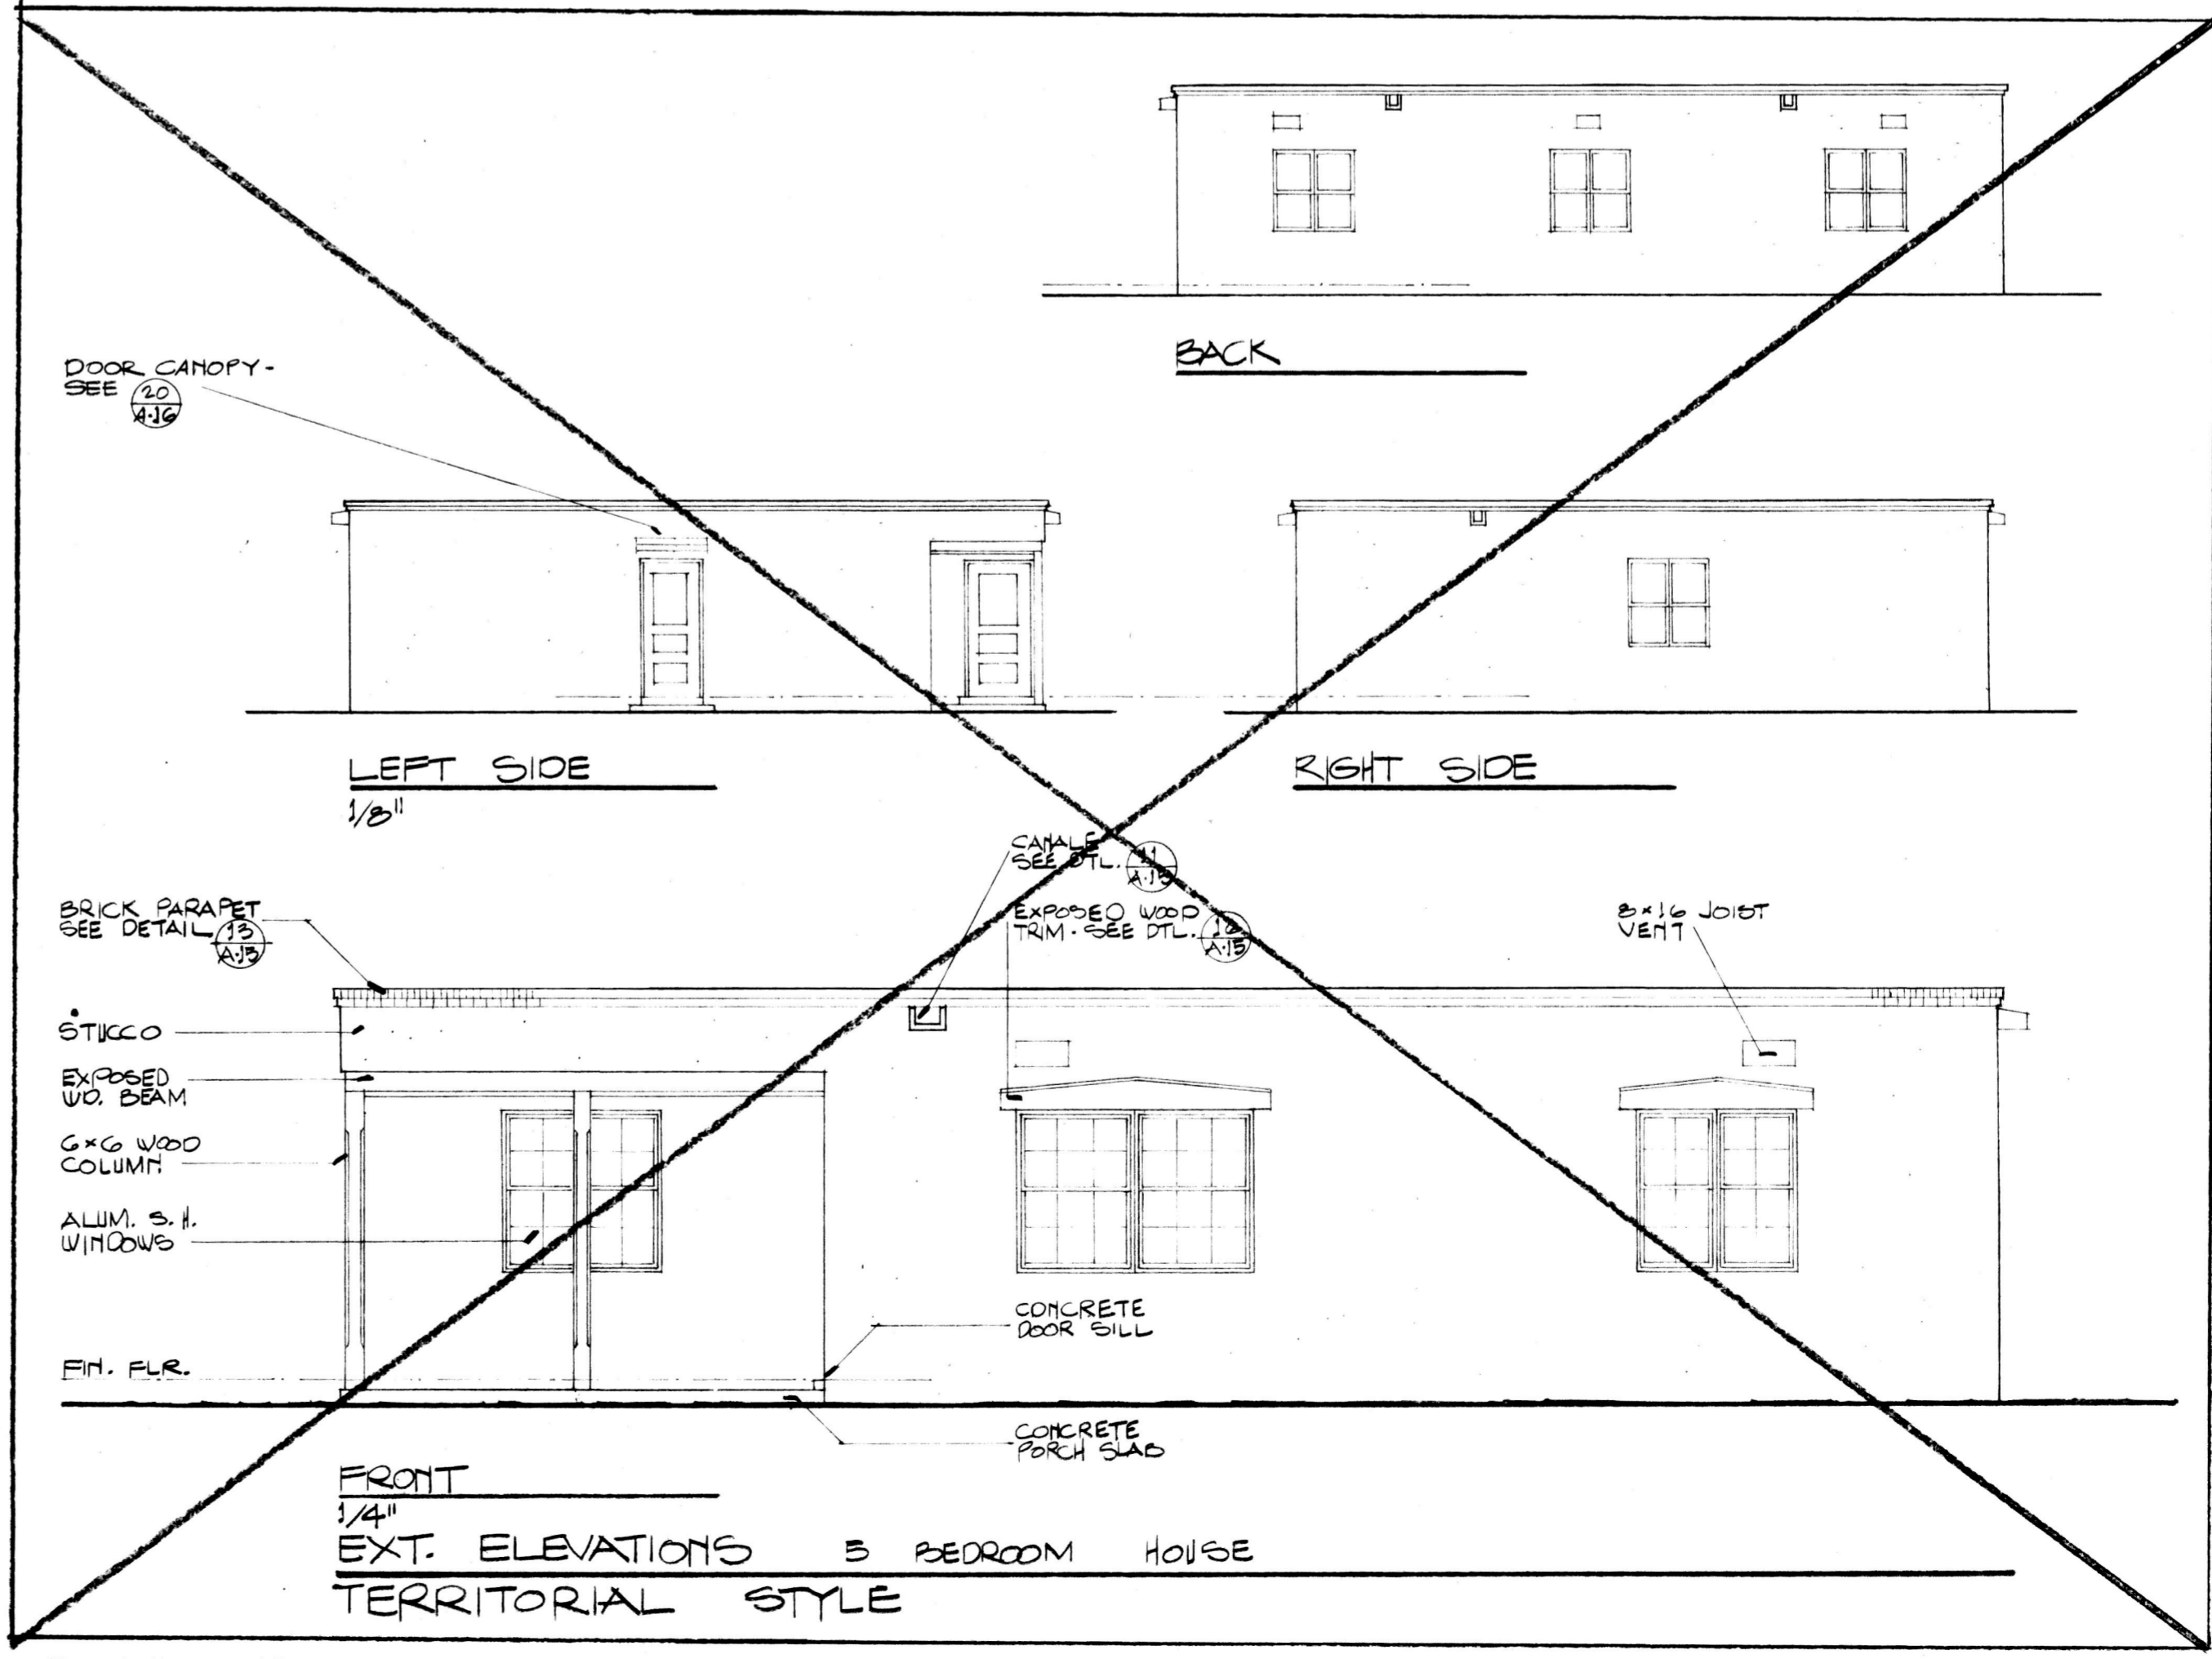 BACK
DOOR CANOPY -
SEE 20
A·16
LEFT SIDE
1/8"
RIGHT SIDE
CANALE
SEE DTL. 11
A·15
BRICK PARAPET
SEE DETAIL 13
A·15
EXPOSED WOOD
TRIM · SEE DTL.
A·15
8×16 JOIST
VENT
STUCCO
EXPOSED
WD. BEAM
6×6 WOOD
COLUMN
ALUM. S. H.
WINDOWS
CONCRETE
DOOR SILL
FIN. FLR.
CONCRETE
PORCH SLAB
FRONT
1/4"
EXT. ELEVATIONS 5 BEDROOM HOUSE
TERRITORIAL STYLE